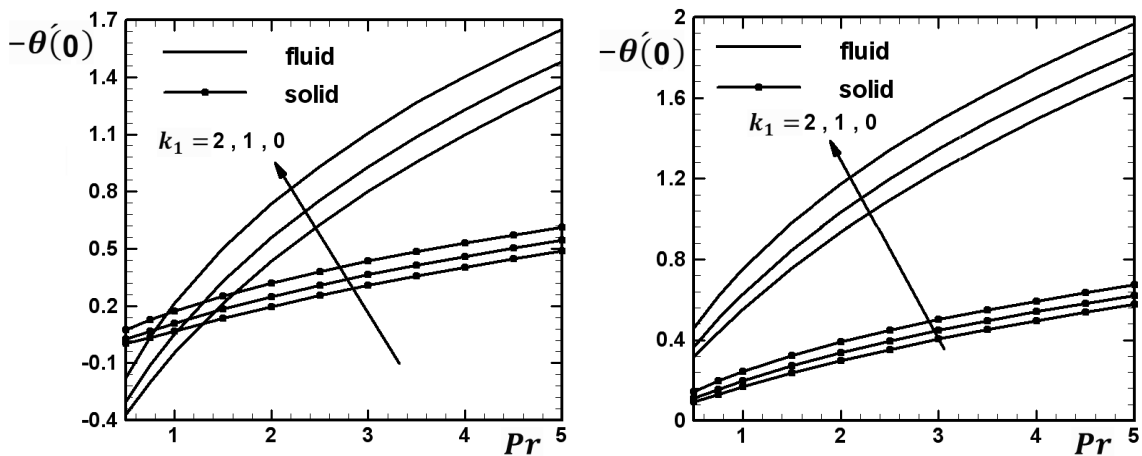 −θ′(0)
1.7
1.4
1.1
0.8
0.5
0.2
-0.1
-0.4
fluid
solid
k₁ = 2 , 1 , 0
1 2 3 4 5
Pr
−θ′(0)
2
1.6
1.2
0.8
0.4
0
fluid
solid
k₁ = 2 , 1 , 0
1 2 3 4 5
Pr